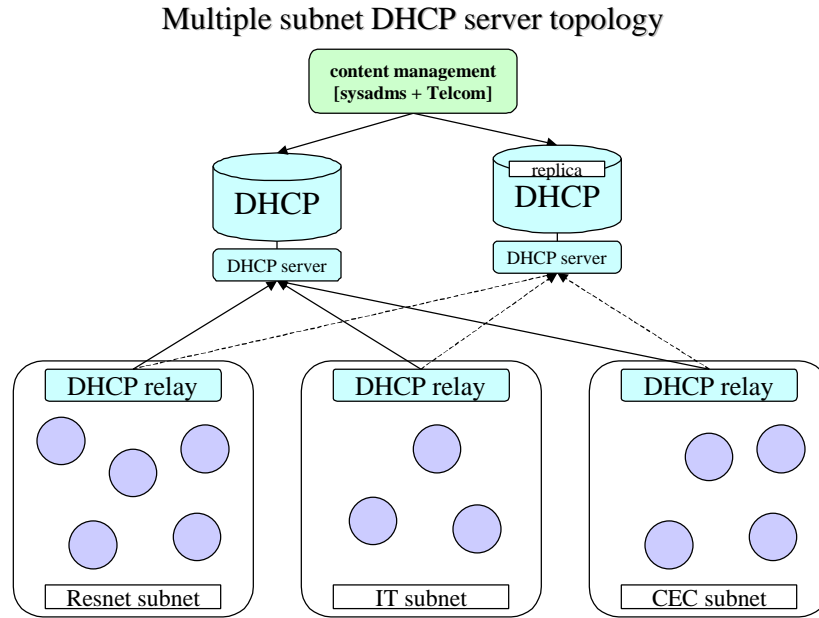 Multiple subnet DHCP server topology
content management
[sysadms + Telcom]
DHCP
replica
DHCP
DHCP server
DHCP server
DHCP relay
DHCP relay
DHCP relay
Resnet subnet
IT subnet
CEC subnet